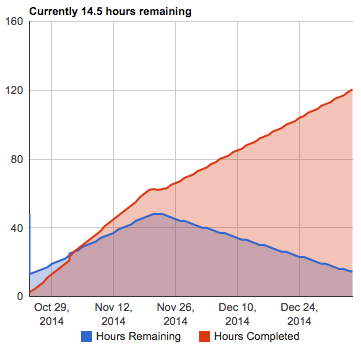 Currently 14.5 hours remaining
160
120
80
40
0
Oct 29, Nov 12, Nov 26, Dec 10, Dec 24,
2014 2014 2014 2014 2014
Hours Remaining Hours Completed